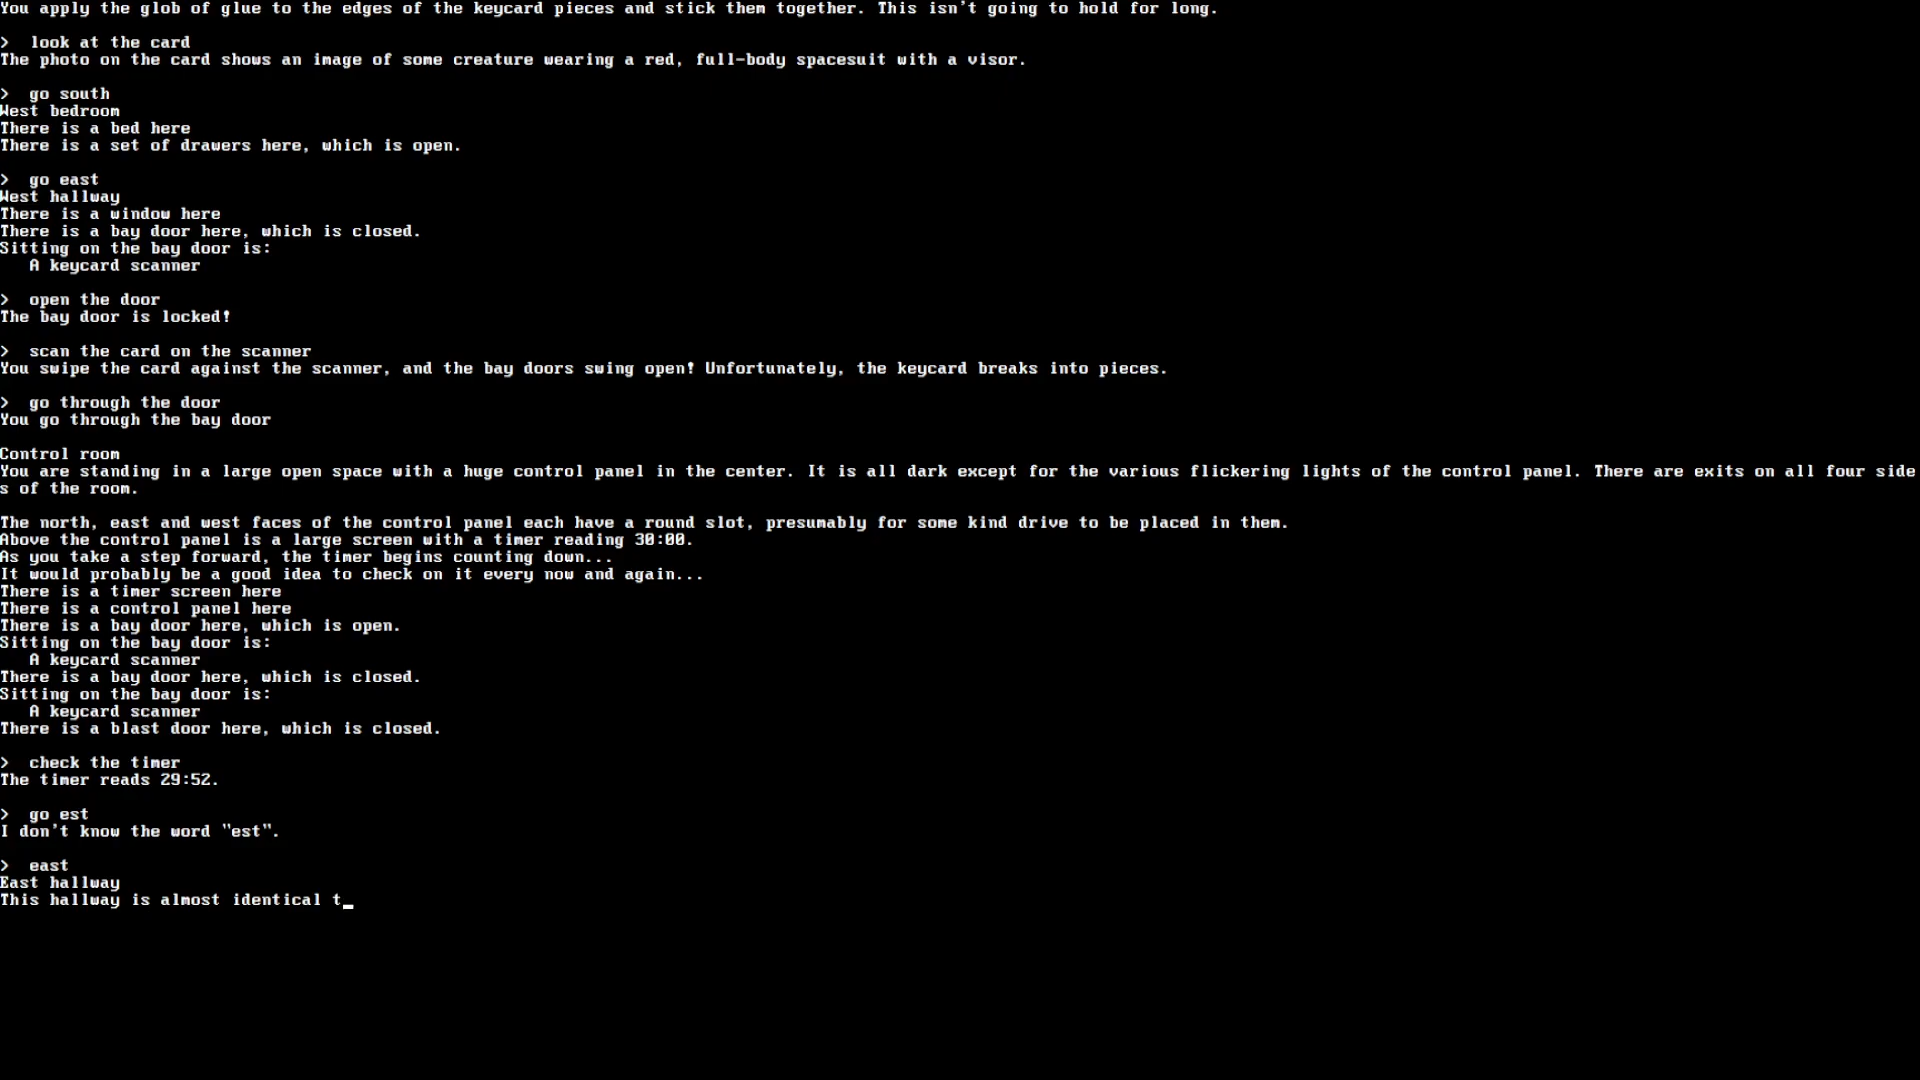 You apply the glob of glue to the edges of the keycard pieces and stick them together. This isn't going to hold for long.
>  look at the card
The photo on the card shows an image of some creature wearing a red, full-body spacesuit with a visor.
>  go south
West bedroom
There is a bed here
There is a set of drawers here, which is open.
>  go east
West hallway
There is a window here
There is a bay door here, which is closed.
Sitting on the bay door is:
   A keycard scanner
>  open the door
The bay door is locked!
>  scan the card on the scanner
You swipe the card against the scanner, and the bay doors swing open! Unfortunately, the keycard breaks into pieces.
>  go through the door
You go through the bay door
Control room
You are standing in a large open space with a huge control panel in the center. It is all dark except for the various flickering lights of the control panel. There are exits on all four side
s of the room.
The north, east and west faces of the control panel each have a round slot, presumably for some kind drive to be placed in them.
Above the control panel is a large screen with a timer reading 30:00.
As you take a step forward, the timer begins counting down...
It would probably be a good idea to check on it every now and again...
There is a timer screen here
There is a control panel here
There is a bay door here, which is open.
Sitting on the bay door is:
   A keycard scanner
There is a bay door here, which is closed.
Sitting on the bay door is:
   A keycard scanner
There is a blast door here, which is closed.
>  check the timer
The timer reads 29:52.
>  go est
I don't know the word "est".
>  east
East hallway
This hallway is almost identical t_